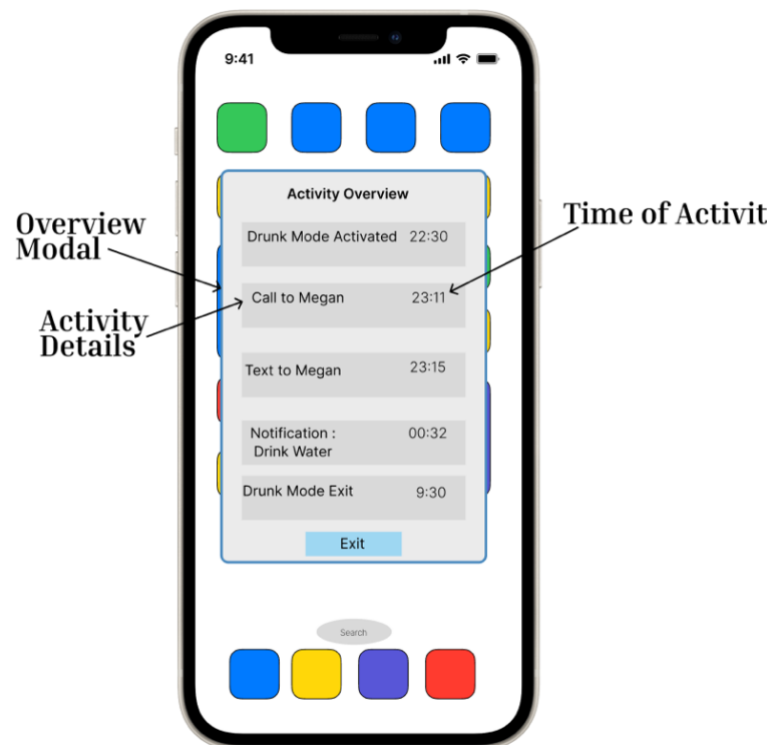 9:41
Activity Overview
Drunk Mode Activated 22:30
Call to Megan 23:11
Text to Megan 23:15
Notification : 00:32
Drink Water
Drunk Mode Exit 9:30
Exit
Search
Overview
Modal
Activity
Details
Time of Activit